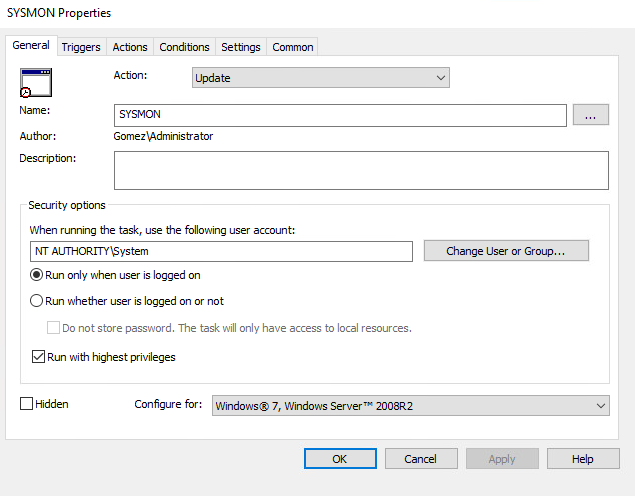 SYSMON Properties
General Triggers Actions Conditions Settings Common
Action: Update
Name: SYSMON ...
Author: Gomez\Administrator
Description:
Security options
When running the task, use the following user account:
NT AUTHORITY\System Change User or Group...
Run only when user is logged on
Run whether user is logged on or not
Do not store password. The task will only have access to local resources.
Run with highest privileges
Hidden Configure for: Windows® 7, Windows Server™ 2008R2
OK Cancel Apply Help